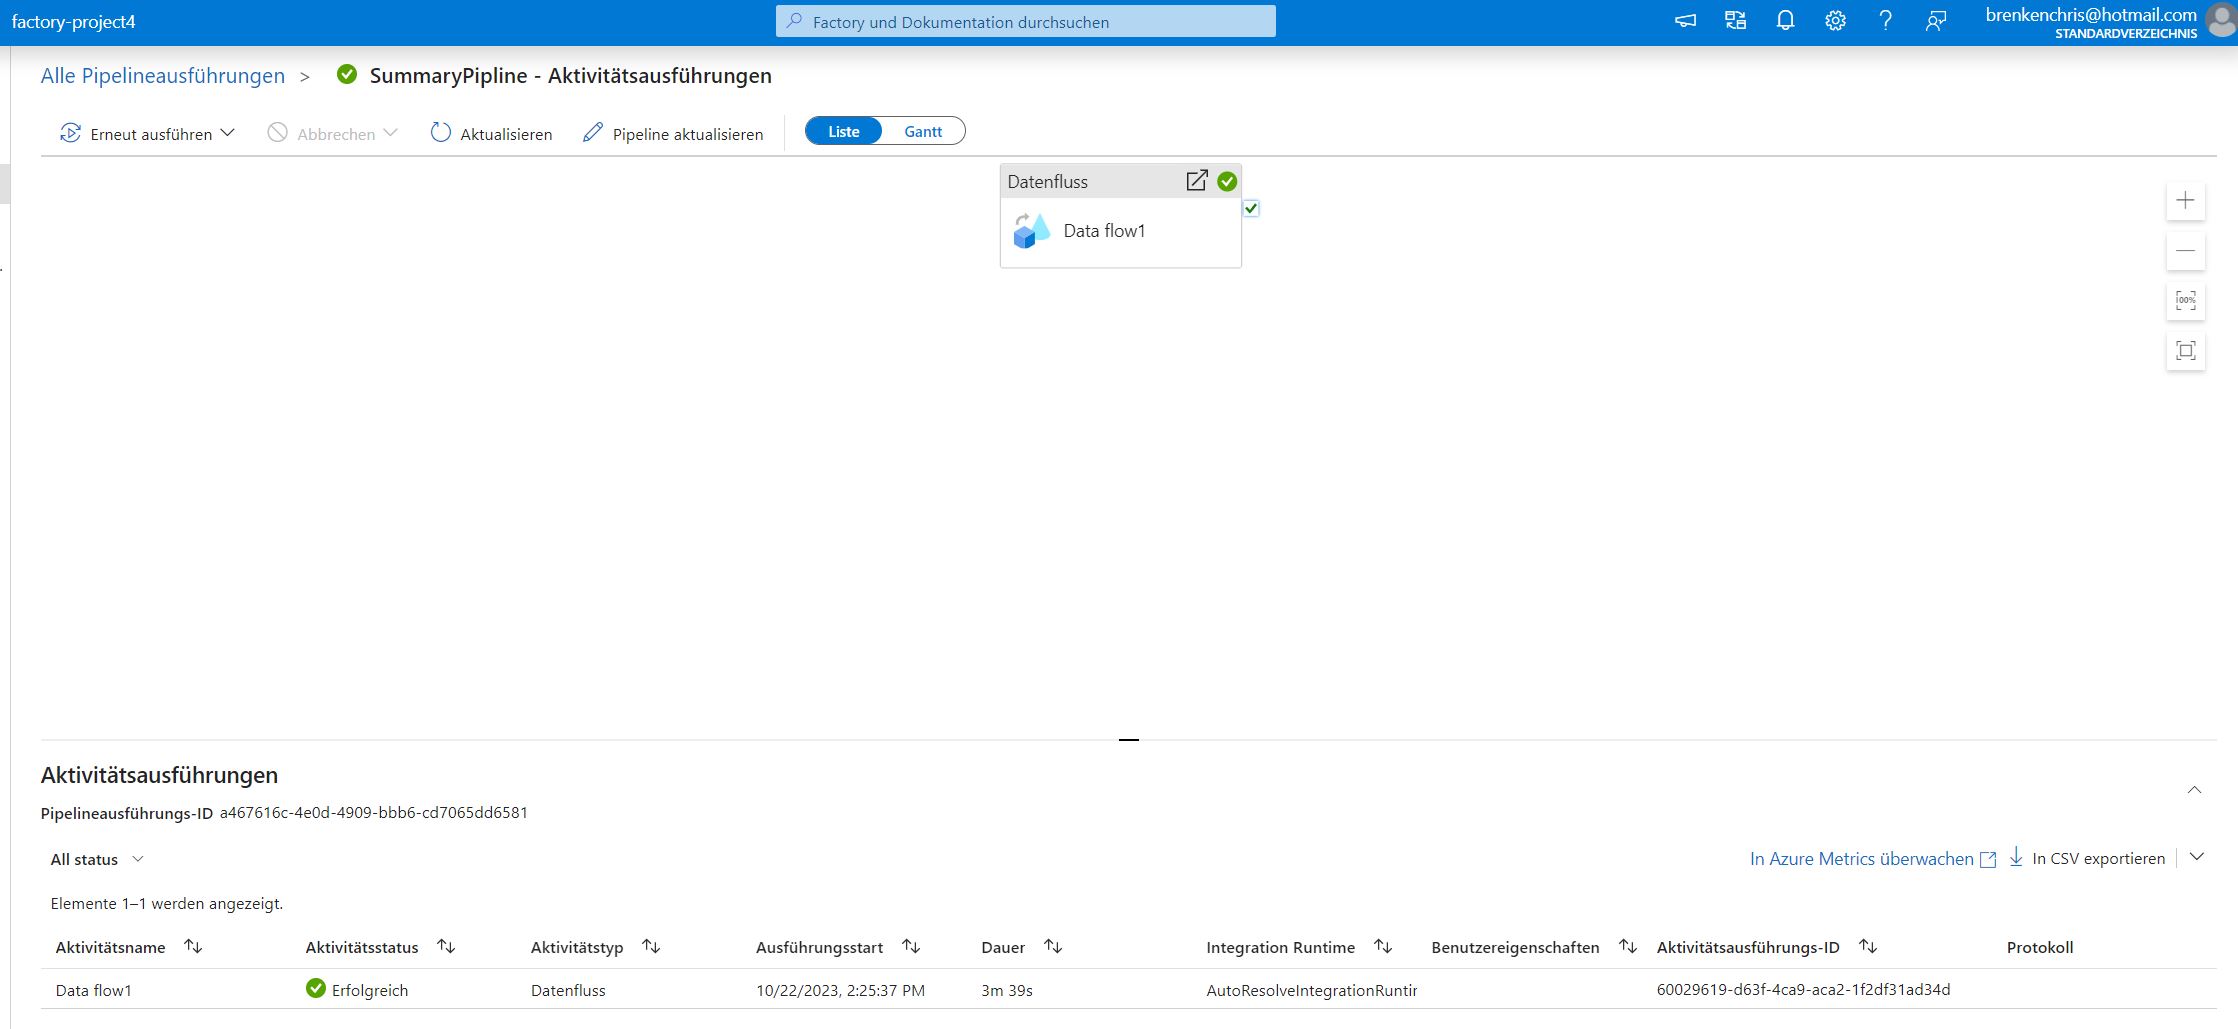 factory-project4
Factory und Dokumentation durchsuchen
brenkenchris@hotmail.com
STANDARDVERZEICHNIS
Alle Pipelineausführungen > SummaryPipline - Aktivitätsausführungen
Erneut ausführen Abbrechen Aktualisieren Pipeline aktualisieren Liste Gantt
Datenfluss
Data flow1
100%
Aktivitätsausführungen
Pipelineausführungs-ID a467616c-4e0d-4909-bbb6-cd7065dd6581
All status In Azure Metrics überwachen In CSV exportieren
Elemente 1–1 werden angezeigt.
Aktivitätsname Aktivitätsstatus Aktivitätstyp Ausführungsstart Dauer Integration Runtime Benutzereigenschaften Aktivitätsausführungs-ID Protokoll
Data flow1 Erfolgreich Datenfluss 10/22/2023, 2:25:37 PM 3m 39s AutoResolveIntegrationRuntir 60029619-d63f-4ca9-aca2-1f2df31ad34d